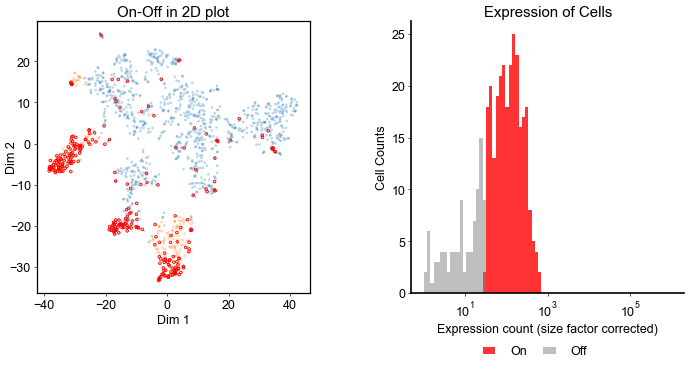 On-Off in 2D plot
20
10
0
−10
−20
−30
Dim 2
−40
−20
0
20
40
Dim 1
Expression of Cells
25
20
15
10
5
0
Cell Counts
10^1
10^3
10^5
Expression count (size factor corrected)
On
Off